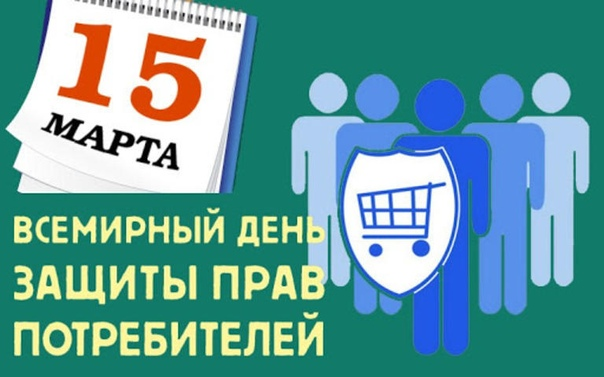 15
МАРТА
ВСЕМИРНЫЙ ДЕНЬ
ЗАЩИТЫ ПРАВ
ПОТРЕБИТЕЛЕЙ